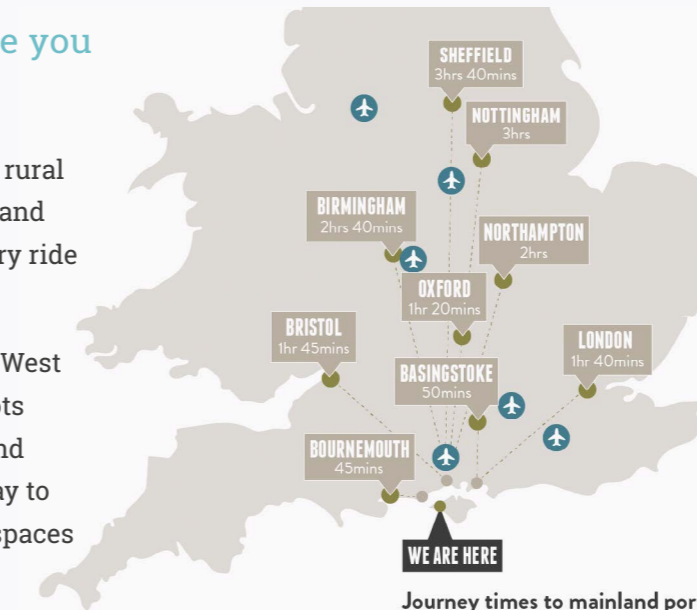 e you
rural
and
ry ride
West
ots
nd
ay to
spaces
SHEFFIELD
3hrs 40mins
NOTTINGHAM
3hrs
BIRMINGHAM
2hrs 40mins
NORTHAMPTON
2hrs
OXFORD
1hr 20mins
BRISTOL
1hr 45mins
LONDON
1hr 40mins
BASINGSTOKE
50mins
BOURNEMOUTH
45mins
WE ARE HERE
Journey times to mainland por